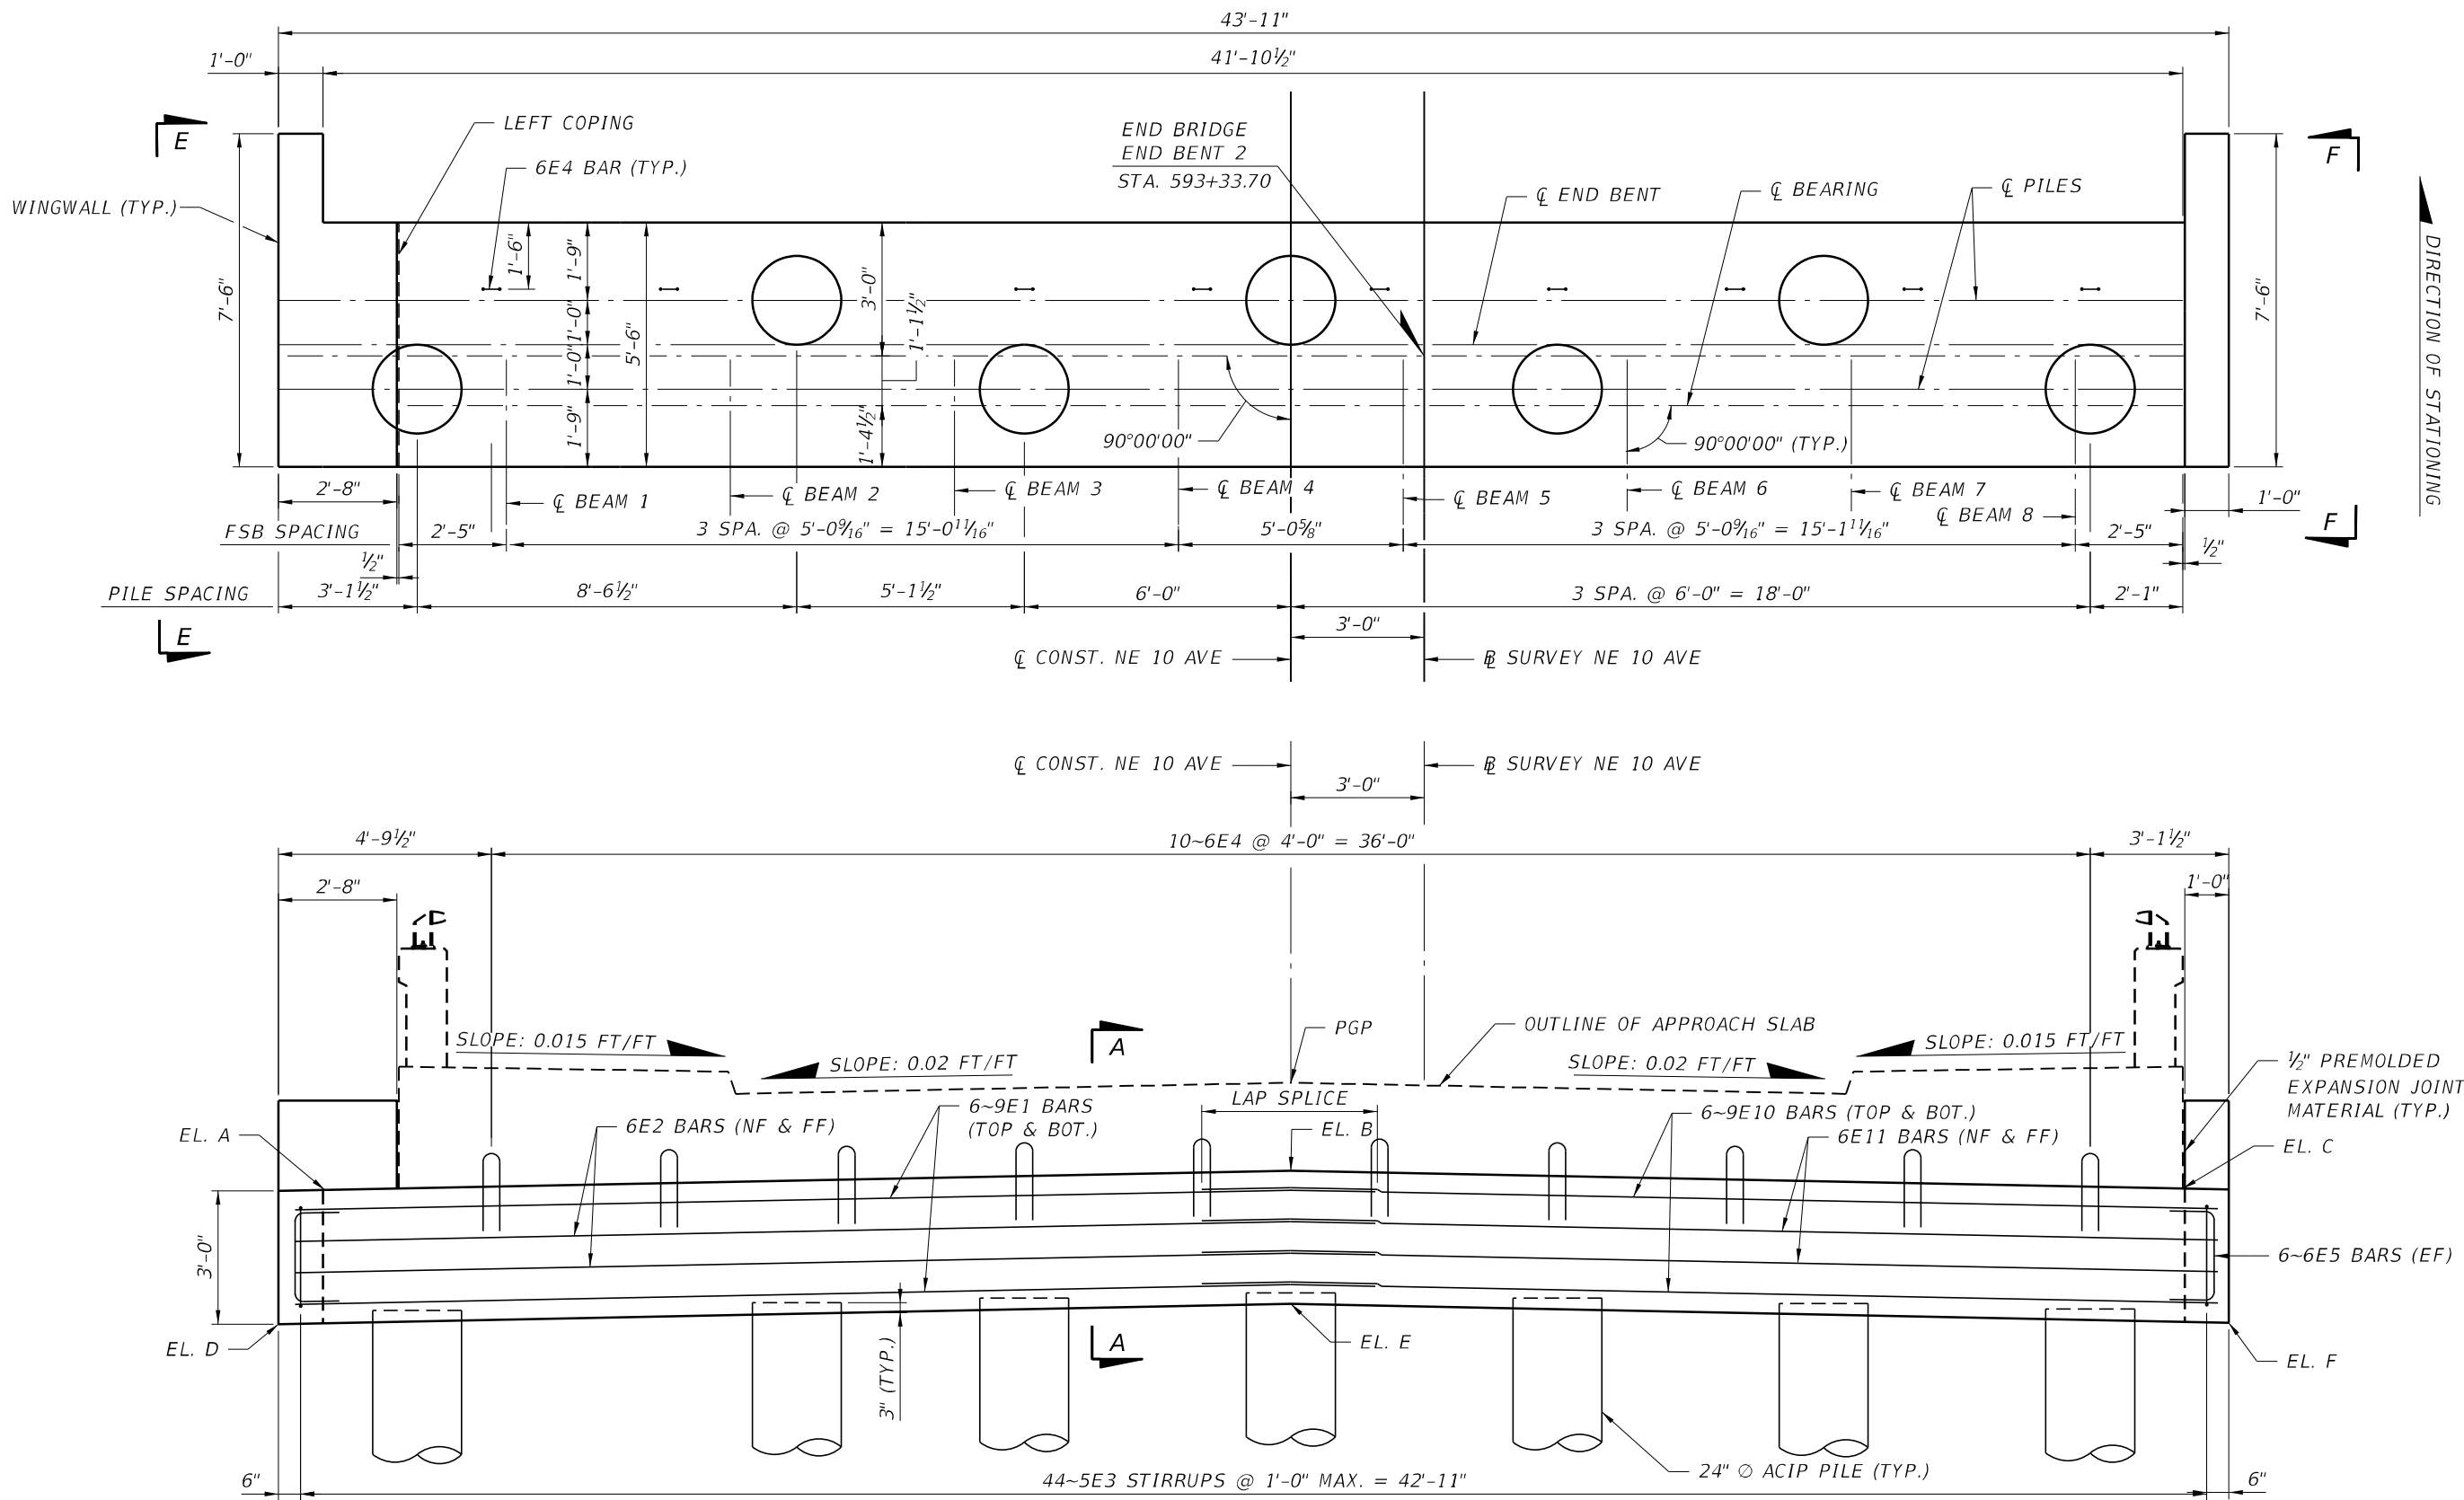 43'-11"
1'-0"
41'-10½"
E
LEFT COPING
6E4 BAR (TYP.)
WINGWALL (TYP.)
END BRIDGE
END BENT 2
STA. 593+33.70
℄ END BENT
℄ BEARING
℄ PILES
F
DIRECTION OF STATIONING
7'-6"
1'-6"
1'-9"
1'-0"
1'-0"
1'-9"
5'-6"
3'-0"
1'-1½"
1'-4½"
90°00'00"
90°00'00" (TYP.)
7'-6"
2'-8"
℄ BEAM 1
℄ BEAM 2
℄ BEAM 3
℄ BEAM 4
℄ BEAM 5
℄ BEAM 6
℄ BEAM 7
℄ BEAM 8
1'-0"
F
FSB SPACING
2'-5"
3 SPA. @ 5'-0⁹⁄₁₆" = 15'-0¹¹⁄₁₆"
5'-0⅝"
3 SPA. @ 5'-0⁹⁄₁₆" = 15'-1¹¹⁄₁₆"
2'-5"
½"
½"
PILE SPACING
3'-1½"
8'-6½"
5'-1½"
6'-0"
3 SPA. @ 6'-0" = 18'-0"
2'-1"
E
3'-0"
℄ CONST. NE 10 AVE
B̵L SURVEY NE 10 AVE
℄ CONST. NE 10 AVE
B̵L SURVEY NE 10 AVE
3'-0"
4'-9½"
10~6E4 @ 4'-0" = 36'-0"
3'-1½"
2'-8"
1'-0"
SLOPE: 0.015 FT/FT
SLOPE: 0.02 FT/FT
A
PGP
OUTLINE OF APPROACH SLAB
SLOPE: 0.02 FT/FT
SLOPE: 0.015 FT/FT
½" PREMOLDED
EXPANSION JOINT
MATERIAL (TYP.)
EL. A
6E2 BARS (NF & FF)
6~9E1 BARS
(TOP & BOT.)
LAP SPLICE
EL. B
6~9E10 BARS (TOP & BOT.)
6E11 BARS (NF & FF)
EL. C
3'-0"
6~6E5 BARS (EF)
EL. D
3" (TYP.)
A
EL. E
EL. F
24" ∅ ACIP PILE (TYP.)
6"
44~5E3 STIRRUPS @ 1'-0" MAX. = 42'-11"
6"